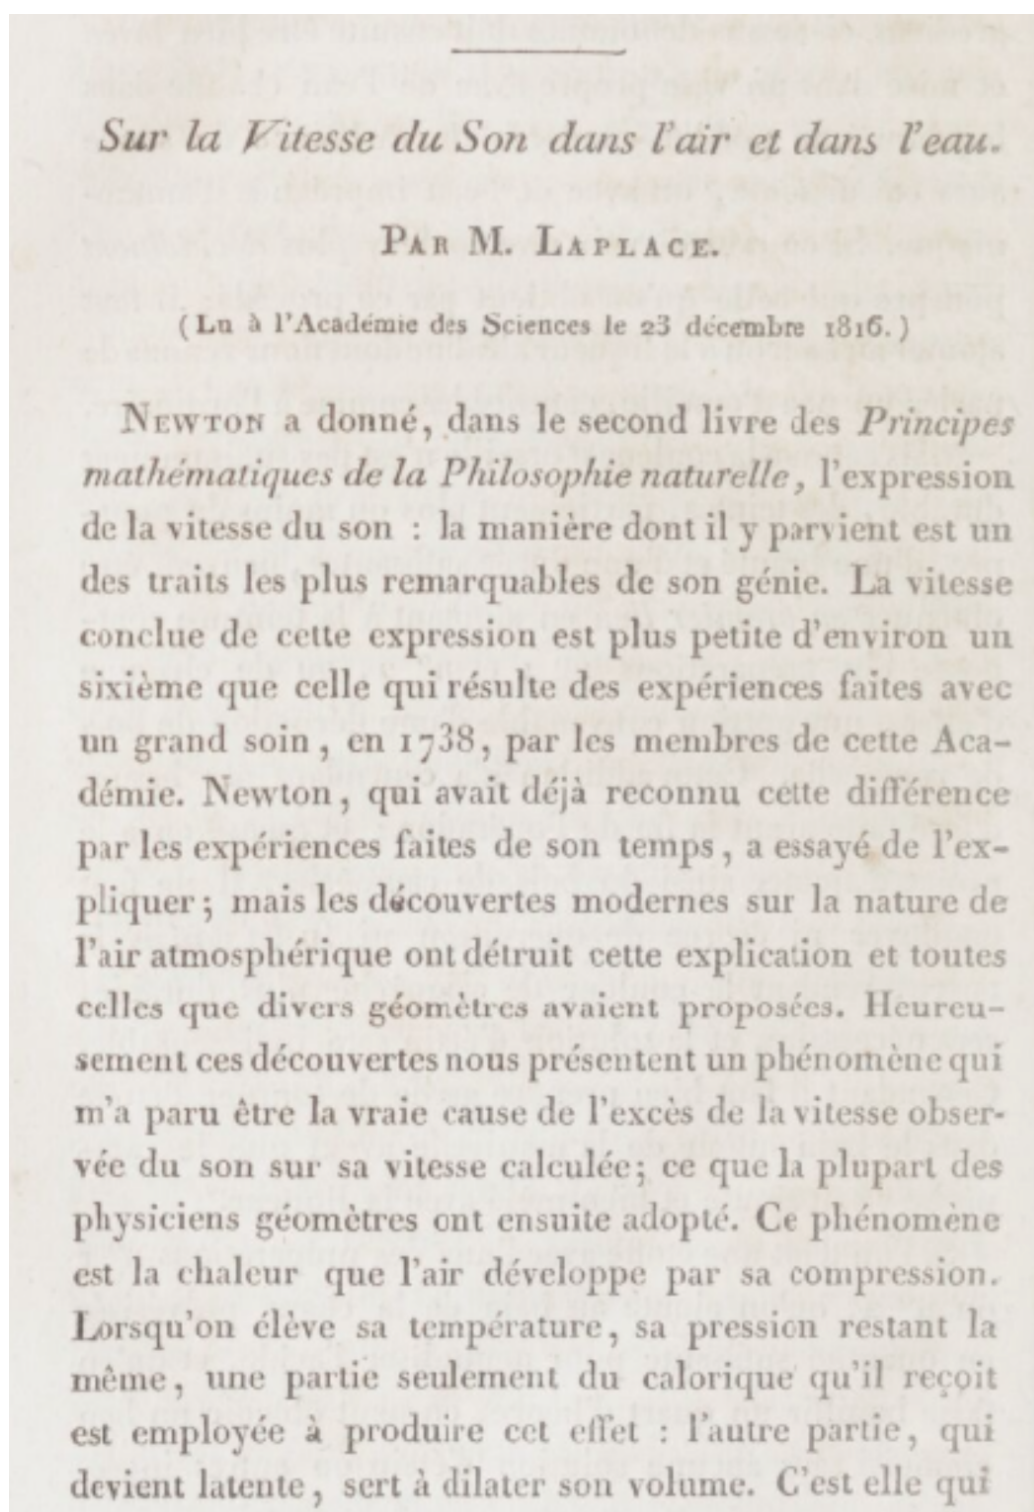 Sur la Vitesse du Son dans l'air et dans l'eau.
PAR M. LAPLACE.
(Lu à l'Académie des Sciences le 23 décembre 1816.)
NEWTON a donné, dans le second livre des Principes
mathématiques de la Philosophie naturelle, l'expression
de la vitesse du son : la manière dont il y parvient est un
des traits les plus remarquables de son génie. La vitesse
conclue de cette expression est plus petite d'environ un
sixième que celle qui résulte des expériences faites avec
un grand soin, en 1738, par les membres de cette Aca-
démie. Newton, qui avait déjà reconnu cette différence
par les expériences faites de son temps, a essayé de l'ex-
pliquer; mais les découvertes modernes sur la nature de
l'air atmosphérique ont détruit cette explication et toutes
celles que divers géomètres avaient proposées. Heureu-
sement ces découvertes nous présentent un phénomène qui
m'a paru être la vraie cause de l'excès de la vitesse obser-
vée du son sur sa vitesse calculée; ce que la plupart des
physiciens géomètres ont ensuite adopté. Ce phénomène
est la chaleur que l'air développe par sa compression.
Lorsqu'on élève sa température, sa pression restant la
même, une partie seulement du calorique qu'il reçoit
est employée à produire cet effet : l'autre partie, qui
devient latente, sert à dilater son volume. C'est elle qui